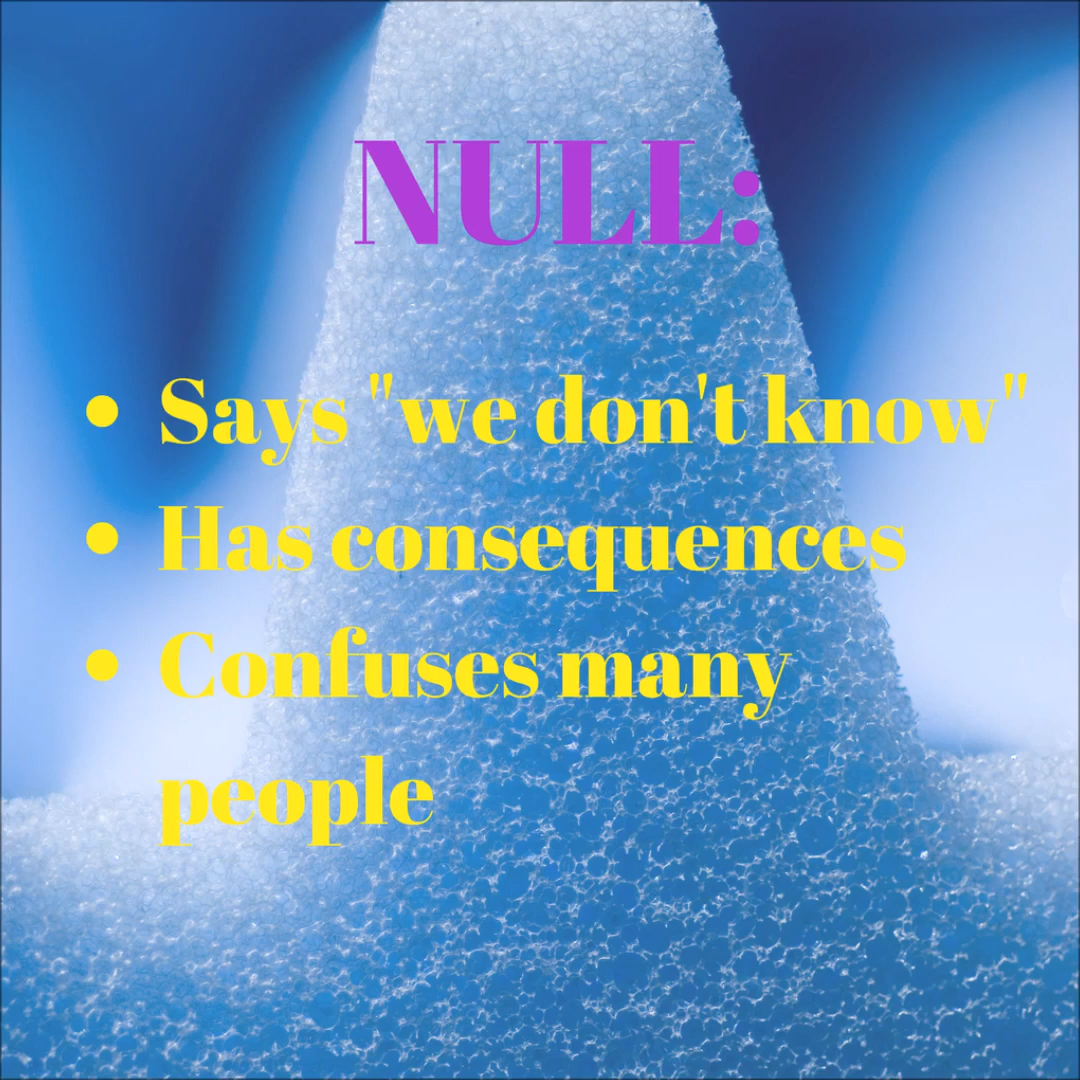 NULL:
• Says "we don't know"
• Has consequences
• Confuses many
people